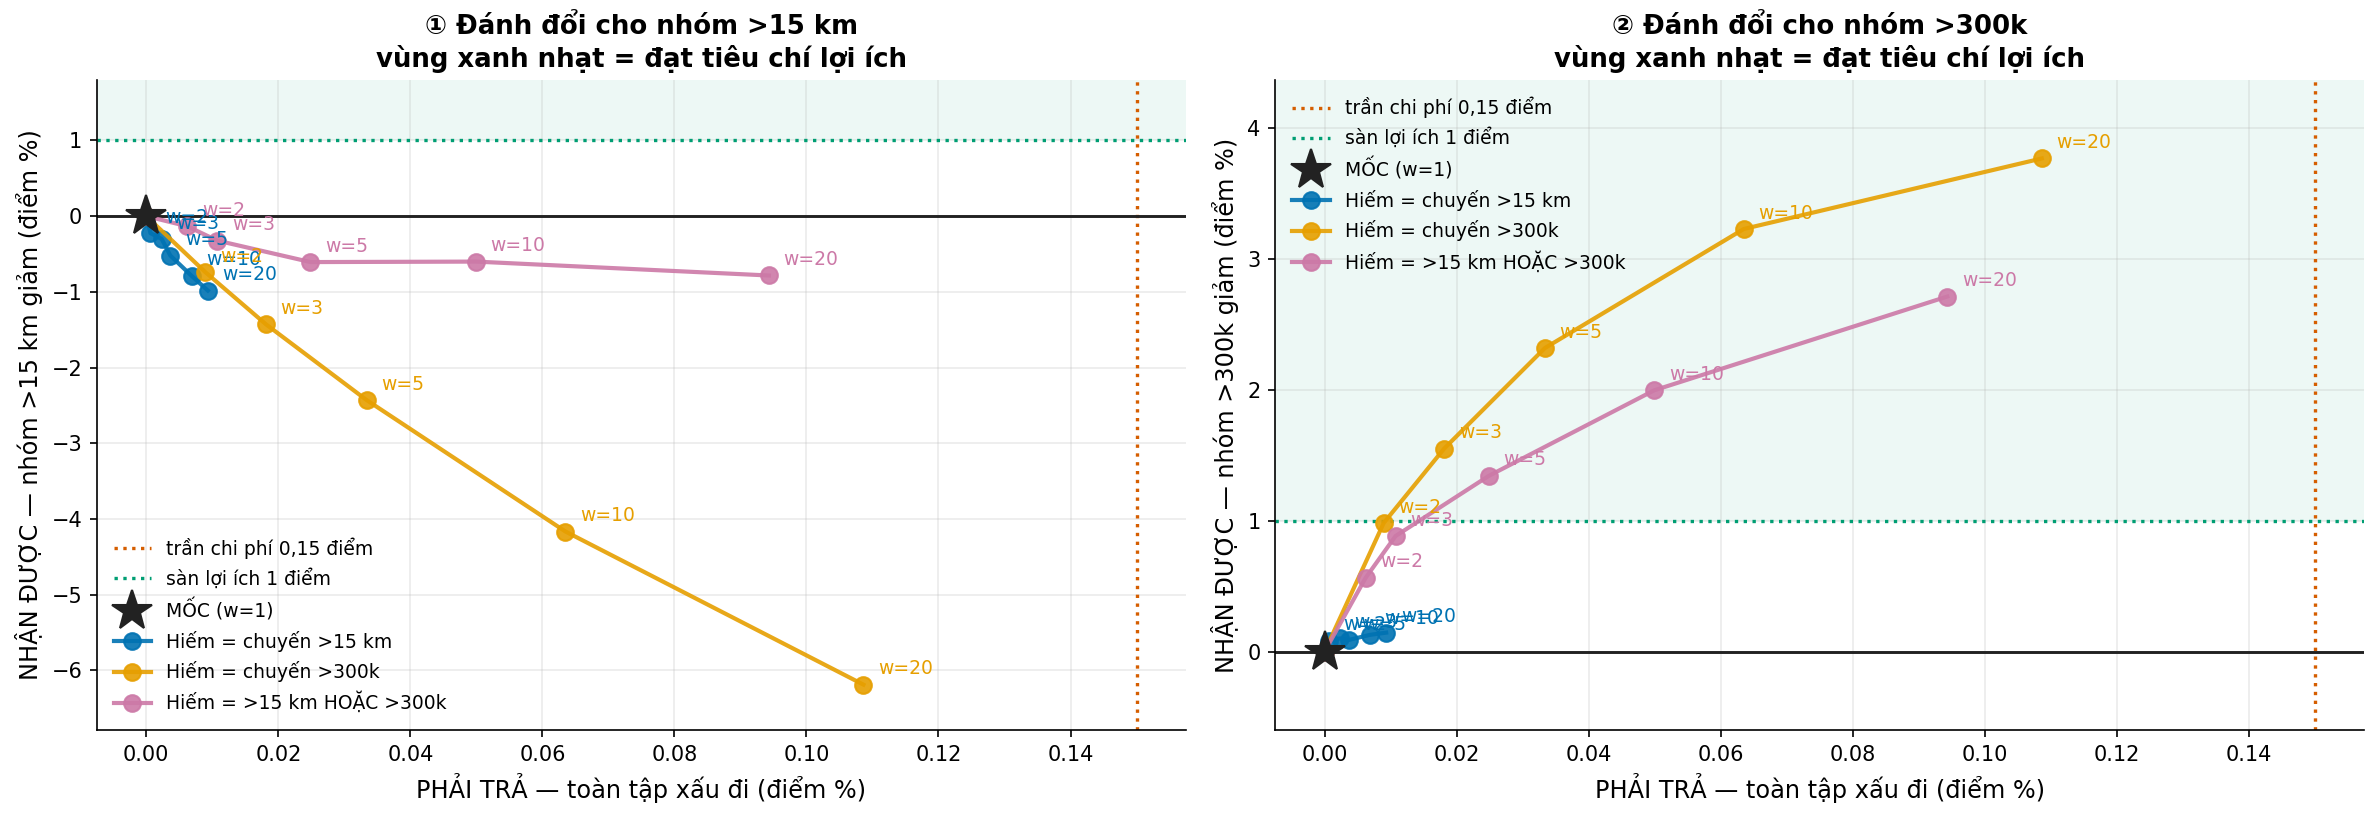 ① Đánh đổi cho nhóm >15 km
vùng xanh nhạt = đạt tiêu chí lợi ích
NHẬN ĐƯỢC — nhóm >15 km giảm (điểm %)
1
0
−1
−2
−3
−4
−5
−6
w=2
w=3
w=5
w=10
w=20
w=2
w=3
w=5
w=10
w=20
w=2
w=3
w=5
w=10
w=20
trần chi phí 0,15 điểm
sàn lợi ích 1 điểm
MỐC (w=1)
Hiếm = chuyến >15 km
Hiếm = chuyến >300k
Hiếm = >15 km HOẶC >300k
0.00 0.02 0.04 0.06 0.08 0.10 0.12 0.14
PHẢI TRẢ — toàn tập xấu đi (điểm %)
② Đánh đổi cho nhóm >300k
vùng xanh nhạt = đạt tiêu chí lợi ích
NHẬN ĐƯỢC — nhóm >300k giảm (điểm %)
4
3
2
1
0
trần chi phí 0,15 điểm
sàn lợi ích 1 điểm
MỐC (w=1)
Hiếm = chuyến >15 km
Hiếm = chuyến >300k
Hiếm = >15 km HOẶC >300k
w=20
w=10
w=5
w=3
w=2
w=20
w=10
w=5
w=3
w=2
w=5
w=10
w=20
0.00 0.02 0.04 0.06 0.08 0.10 0.12 0.14
PHẢI TRẢ — toàn tập xấu đi (điểm %)